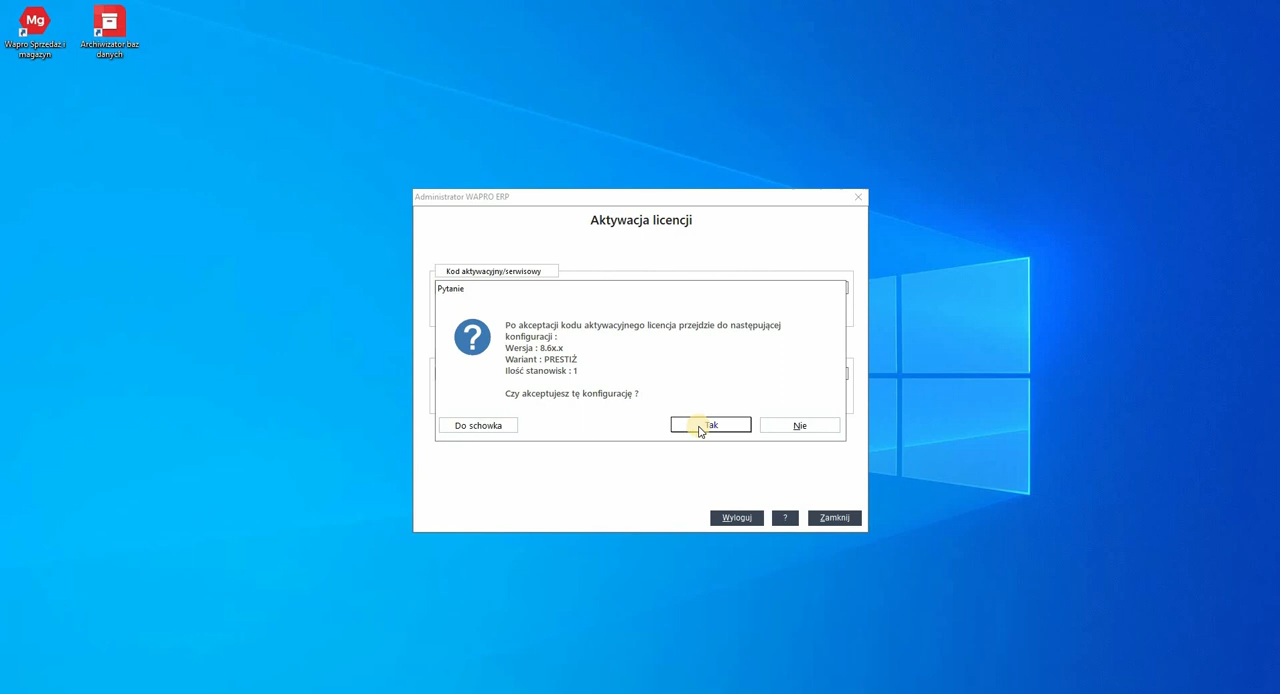 Mg
Wapro Sprzedaż i
magazyn
Archiwizator baz
danych
Administrator WAPRO ERP
Aktywacja licencji
Kod aktywacyjny/serwisowy
Pytanie
?
Po akceptacji kodu aktywacyjnego licencja przejdzie do następującej
konfiguracji :
Wersja : 8.6x.x
Wariant : PRESTIŻ
Ilość stanowisk : 1
Czy akceptujesz tę konfigurację ?
Do schowka
Tak
Nie
Wyloguj
?
Zamknij